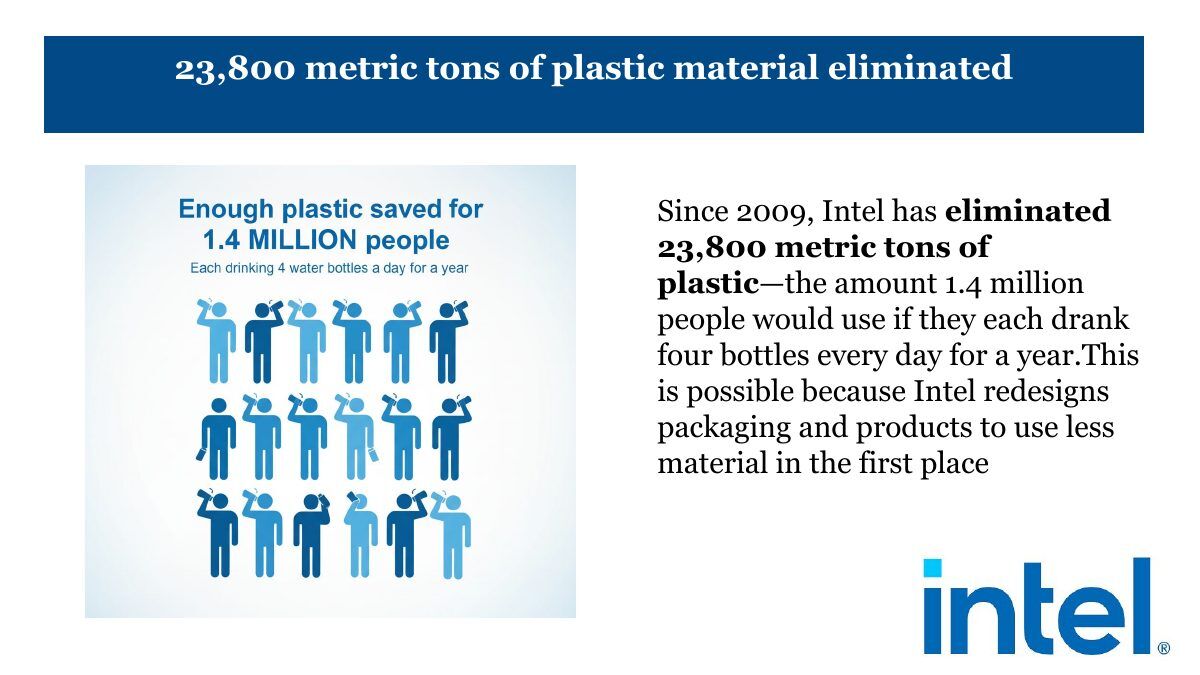 23,800 metric tons of plastic material eliminated
Enough plastic saved for
1.4 MILLION people
Each drinking 4 water bottles a day for a year
Since 2009, Intel has eliminated
23,800 metric tons of
plastic—the amount 1.4 million
people would use if they each drank
four bottles every day for a year.This
is possible because Intel redesigns
packaging and products to use less
material in the first place
intel®